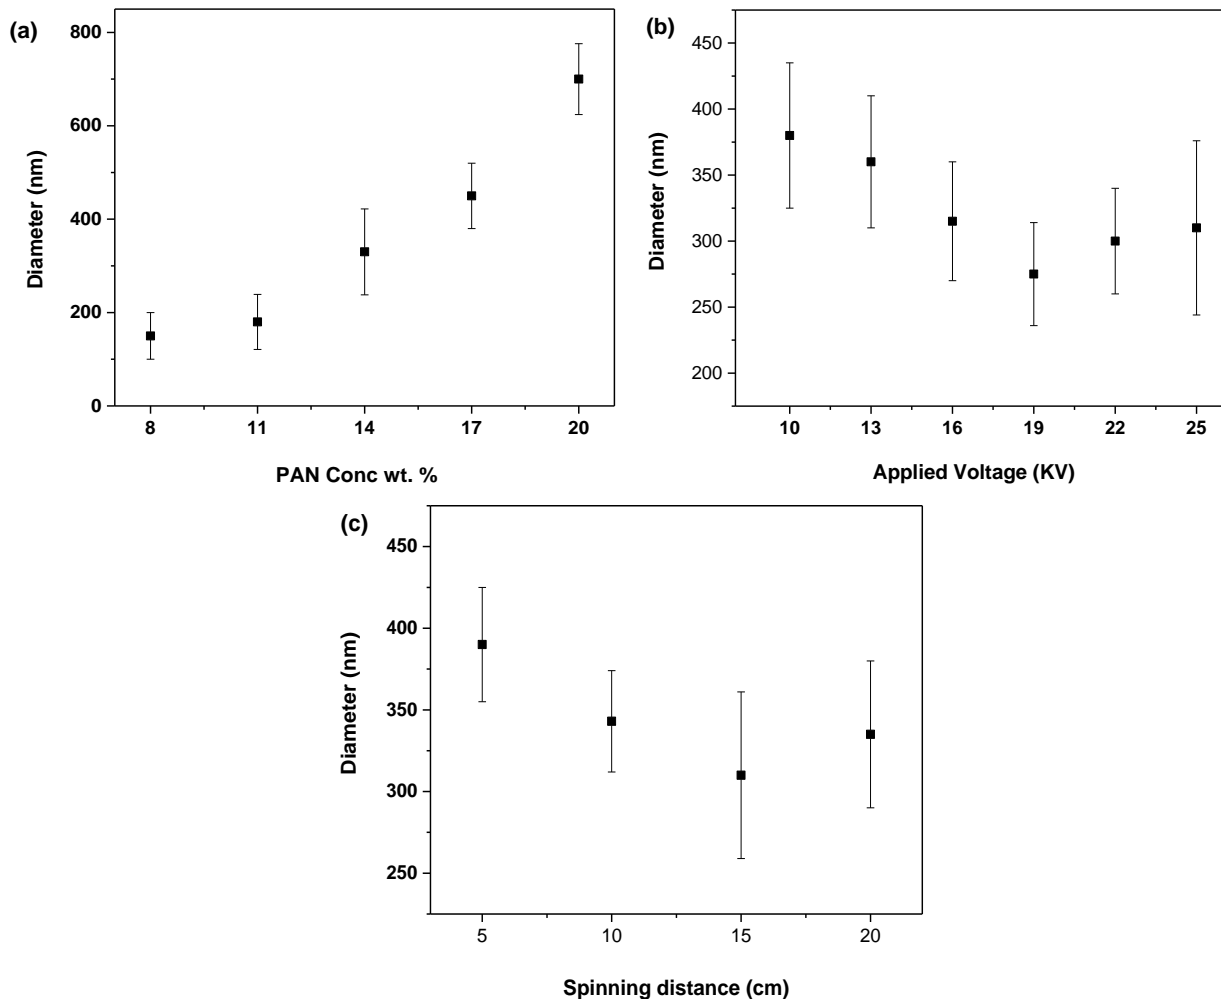 (a)
800
600
400
200
0
Diameter (nm)
8 11 14 17 20
PAN Conc wt. %
(b)
450
400
350
300
250
200
Diameter (nm)
10 13 16 19 22 25
Applied Voltage (KV)
(c)
450
400
350
300
250
Diameter (nm)
5 10 15 20
Spinning distance (cm)